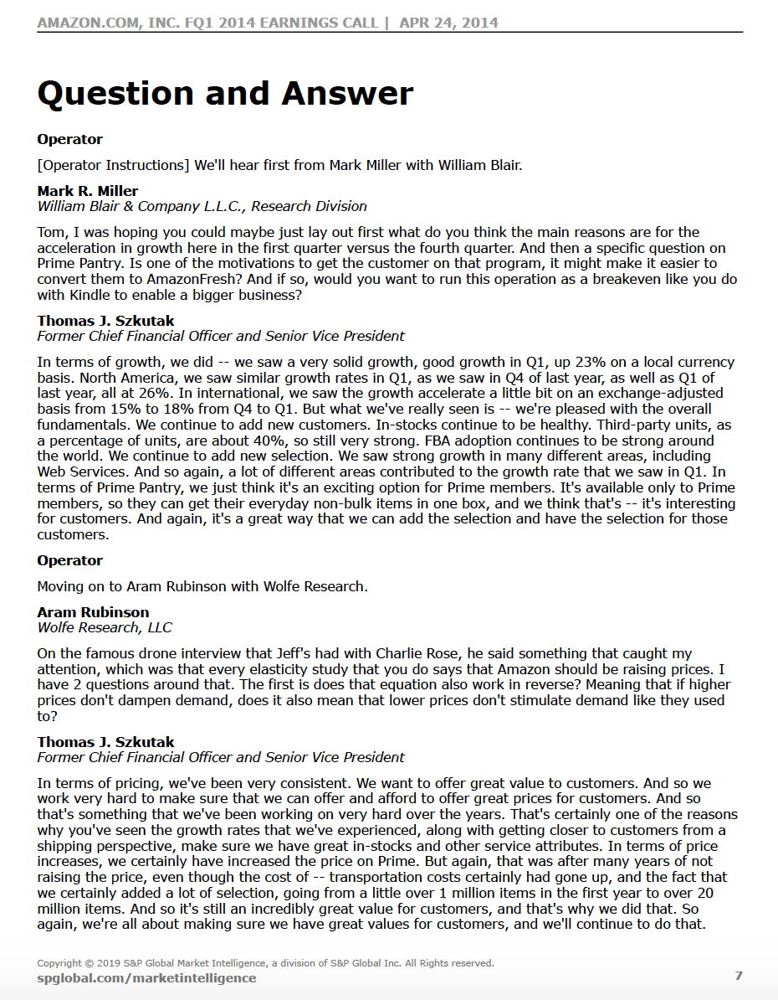 AMAZON.COM, INC. FQ1 2014 EARNINGS CALL | APR 24, 2014
Question and Answer
Operator
[Operator Instructions] We'll hear first from Mark Miller with William Blair.
Mark R. Miller
William Blair & Company L.L.C., Research Division
Tom, I was hoping you could maybe just lay out first what do you think the main reasons are for the
acceleration in growth here in the first quarter versus the fourth quarter. And then a specific question on
Prime Pantry. Is one of the motivations to get the customer on that program, it might make it easier to
convert them to AmazonFresh? And if so, would you want to run this operation as a breakeven like you do
with Kindle to enable a bigger business?
Thomas J. Szkutak
Former Chief Financial Officer and Senior Vice President
In terms of growth, we did -- we saw a very solid growth, good growth in Q1, up 23% on a local currency
basis. North America, we saw similar growth rates in Q1, as we saw in Q4 of last year, as well as Q1 of
last year, all at 26%. In international, we saw the growth accelerate a little bit on an exchange-adjusted
basis from 15% to 18% from Q4 to Q1. But what we've really seen is -- we're pleased with the overall
fundamentals. We continue to add new customers. In-stocks continue to be healthy. Third-party units, as
a percentage of units, are about 40%, so still very strong. FBA adoption continues to be strong around
the world. We continue to add new selection. We saw strong growth in many different areas, including
Web Services. And so again, a lot of different areas contributed to the growth rate that we saw in Q1. In
terms of Prime Pantry, we just think it's an exciting option for Prime members. It's available only to Prime
members, so they can get their everyday non-bulk items in one box, and we think that's -- it's interesting
for customers. And again, it's a great way that we can add the selection and have the selection for those
customers.
Operator
Moving on to Aram Rubinson with Wolfe Research.
Aram Rubinson
Wolfe Research, LLC
On the famous drone interview that Jeff's had with Charlie Rose, he said something that caught my
attention, which was that every elasticity study that you do says that Amazon should be raising prices. I
have 2 questions around that. The first is does that equation also work in reverse? Meaning that if higher
prices don't dampen demand, does it also mean that lower prices don't stimulate demand like they used
to?
Thomas J. Szkutak
Former Chief Financial Officer and Senior Vice President
In terms of pricing, we've been very consistent. We want to offer great value to customers. And so we
work very hard to make sure that we can offer and afford to offer great prices for customers. And so
that's something that we've been working on very hard over the years. That's certainly one of the reasons
why you've seen the growth rates that we've experienced, along with getting closer to customers from a
shipping perspective, make sure we have great in-stocks and other service attributes. In terms of price
increases, we certainly have increased the price on Prime. But again, that was after many years of not
raising the price, even though the cost of -- transportation costs certainly had gone up, and the fact that
we certainly added a lot of selection, going from a little over 1 million items in the first year to over 20
million items. And so it's still an incredibly great value for customers, and that's why we did that. So
again, we're all about making sure we have great values for customers, and we'll continue to do that.
Copyright © 2019 S&P Global Market Intelligence, a division of S&P Global Inc. All Rights reserved.
spglobal.com/marketintelligence
7